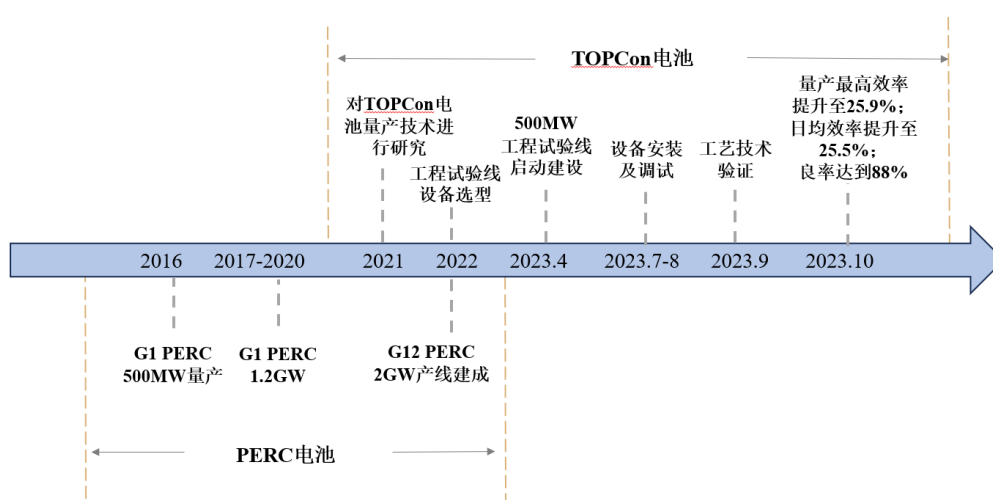 TOPCon电池
对TOPCon电
池量产技术进
行研究
工程试验线
设备选型
500MW
工程试验线
启动建设
设备安装
及调试
工艺技术
验证
量产最高效率
提升至25.9%；
日均效率提升至
25.5%；
良率达到88%
2016
2017-2020
2021
2022
2023.4
2023.7-8
2023.9
2023.10
G1 PERC
500MW量产
G1 PERC
1.2GW
G12 PERC
2GW产线建成
PERC电池